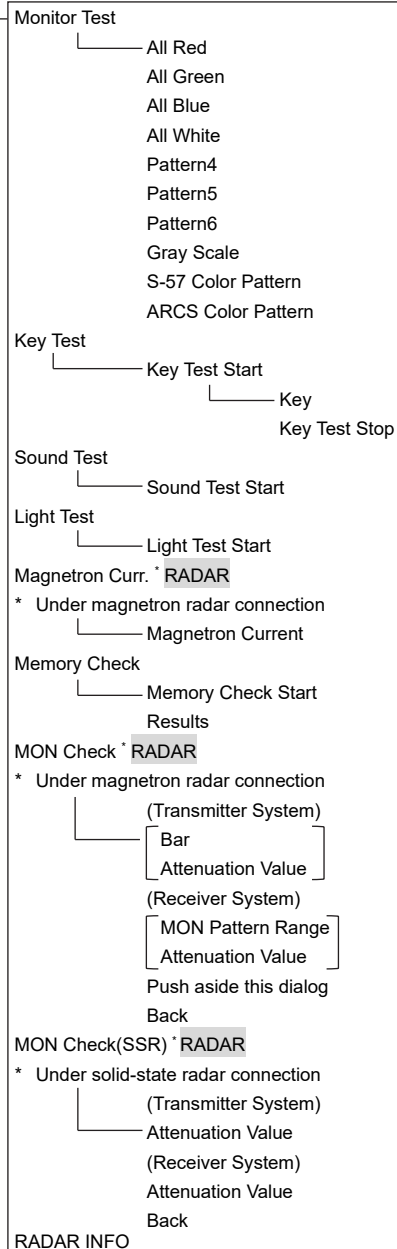 Monitor Test
All Red
All Green
All Blue
All White
Pattern4
Pattern5
Pattern6
Gray Scale
S-57 Color Pattern
ARCS Color Pattern
Key Test
Key Test Start
Key
Key Test Stop
Sound Test
Sound Test Start
Light Test
Light Test Start
Magnetron Curr. * RADAR
* Under magnetron radar connection
Magnetron Current
Memory Check
Memory Check Start
Results
MON Check * RADAR
* Under magnetron radar connection
(Transmitter System)
Bar
Attenuation Value
(Receiver System)
MON Pattern Range
Attenuation Value
Push aside this dialog
Back
MON Check(SSR) * RADAR
* Under solid-state radar connection
(Transmitter System)
Attenuation Value
(Receiver System)
Attenuation Value
Back
RADAR INFO